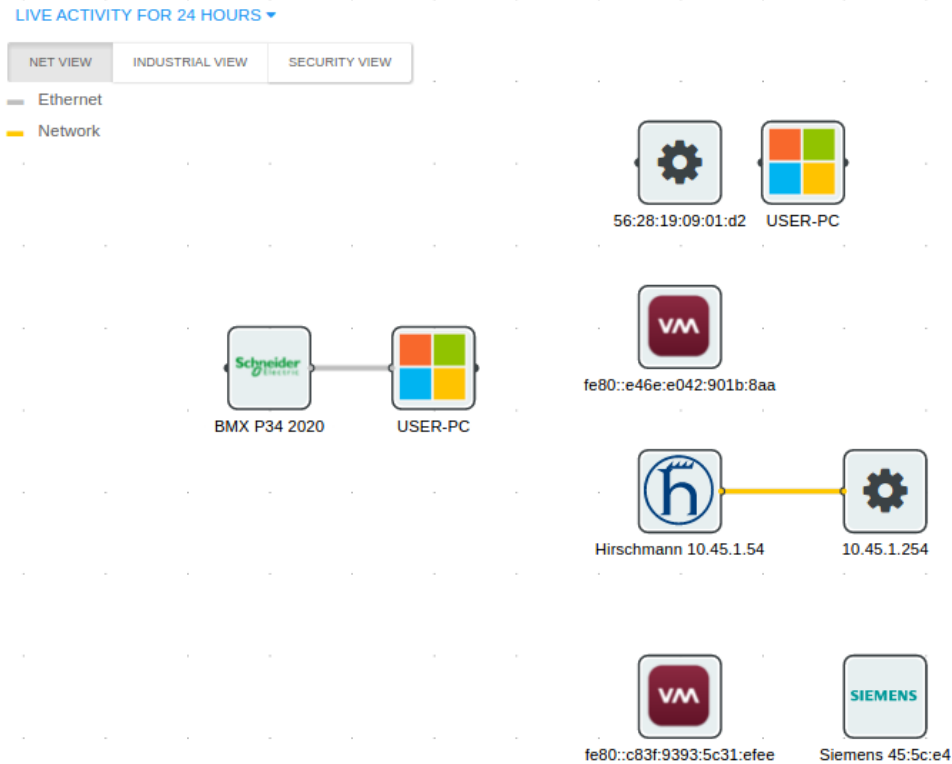 LIVE ACTIVITY FOR 24 HOURS
NET VIEW INDUSTRIAL VIEW SECURITY VIEW
Ethernet
Network
56:28:19:09:01:d2 USER-PC
vm
fe80::e46e:e042:901b:8aa
Schneider
Electric
BMX P34 2020 USER-PC
Hirschmann 10.45.1.54 10.45.1.254
vm SIEMENS
fe80::c83f:9393:5c31:efee Siemens 45:5c:e4